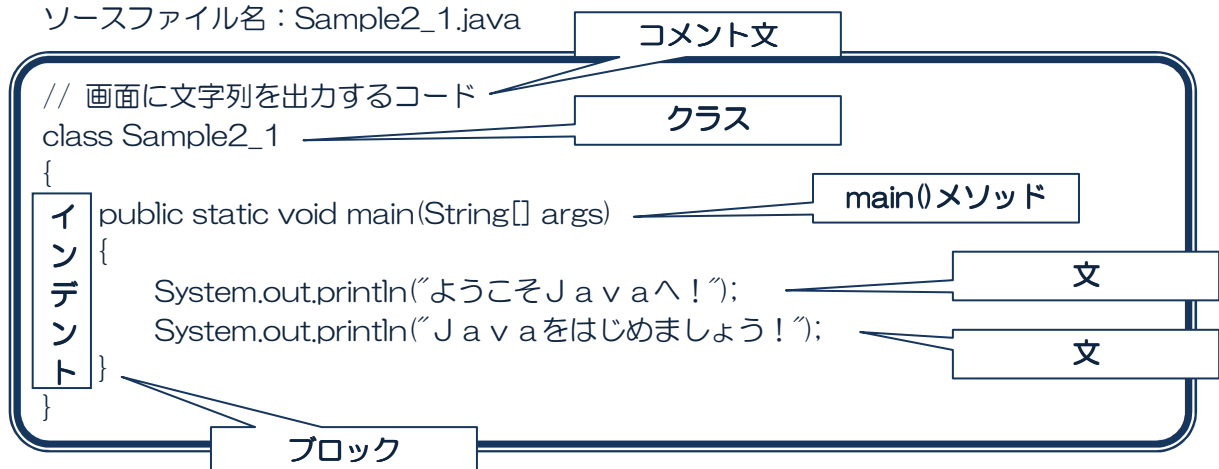 ソースファイル名：Sample2_1.java
コメント文
// 画面に文字列を出力するコード
クラス
class Sample2_1
{
main()メソッド
インデント
public static void main(String[] args)
{
文
System.out.println("ようこそＪａｖａへ！");
System.out.println("Ｊａｖａをはじめましょう！");
文
}
}
ブロック